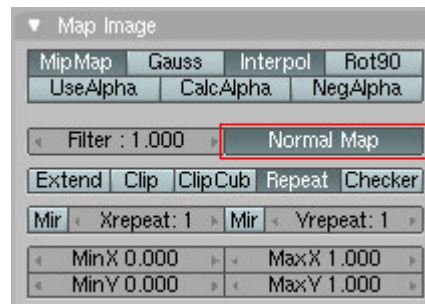 Map Image
MipMap Gauss Interpol Rot90
UseAlpha CalcAlpha NegAlpha
Filter : 1.000 Normal Map
Extend Clip ClipCub Repeat Checker
Mir Xrepeat: 1 Mir Yrepeat: 1
MinX 0.000 MaxX 1.000
MinY 0.000 MaxY 1.000